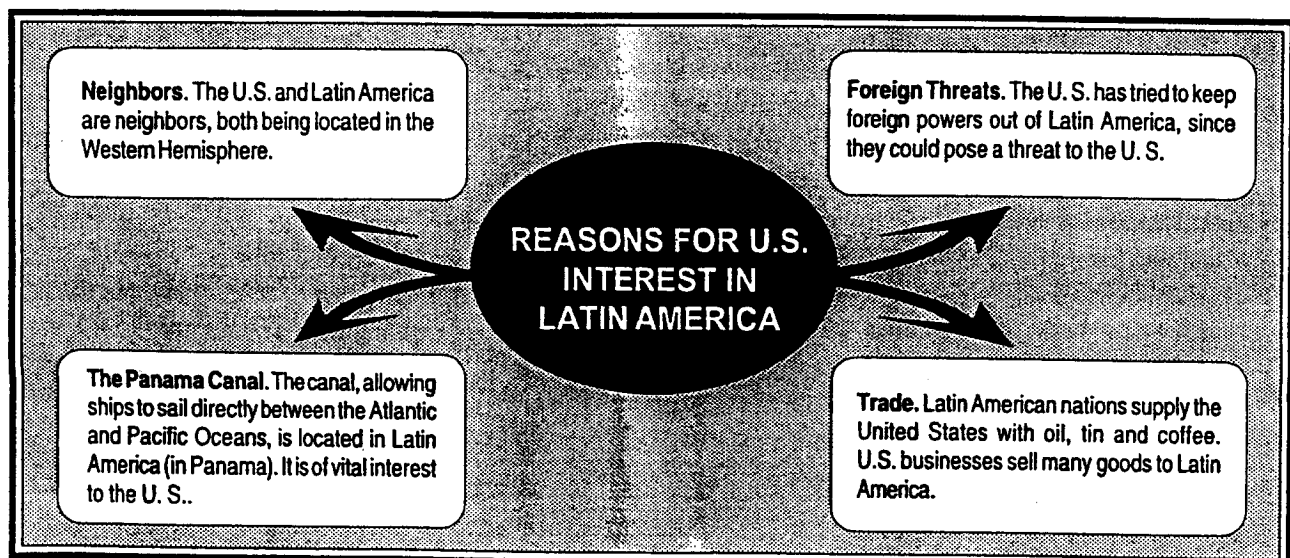 Neighbors. The U.S. and Latin America
are neighbors, both being located in the
Western Hemisphere.
Foreign Threats. The U. S. has tried to keep
foreign powers out of Latin America, since
they could pose a threat to the U. S.
REASONS FOR U.S.
INTEREST IN
LATIN AMERICA
The Panama Canal. The canal, allowing
ships to sail directly between the Atlantic
and Pacific Oceans, is located in Latin
America (in Panama). It is of vital interest
to the U. S..
Trade. Latin American nations supply the
United States with oil, tin and coffee.
U.S. businesses sell many goods to Latin
America.